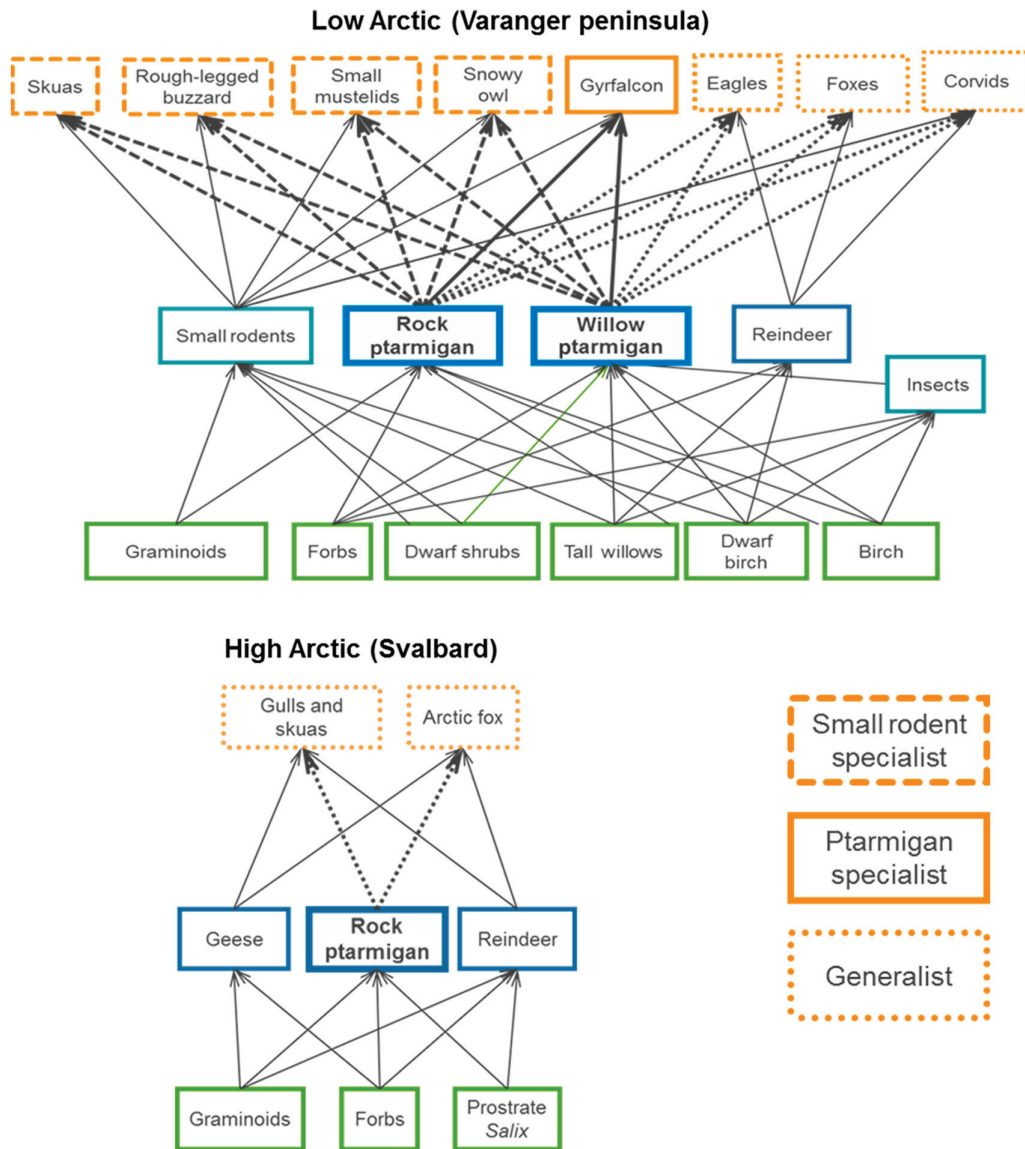 Low Arctic (Varanger peninsula)
Skuas
Rough-legged
buzzard
Small
mustelids
Snowy
owl
Gyrfalcon
Eagles
Foxes
Corvids
Small rodents
Rock
ptarmigan
Willow
ptarmigan
Reindeer
Insects
Graminoids
Forbs
Dwarf shrubs
Tall willows
Dwarf
birch
Birch
High Arctic (Svalbard)
Gulls and
skuas
Arctic fox
Geese
Rock
ptarmigan
Reindeer
Graminoids
Forbs
Prostrate
Salix
Small rodent
specialist
Ptarmigan
specialist
Generalist